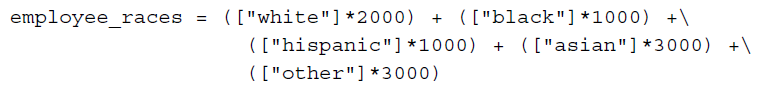 employee_races = (["white"]*2000) + (["black"]*1000) +\
(["hispanic"]*1000) + (["asian"]*3000) +\
(["other"]*3000)